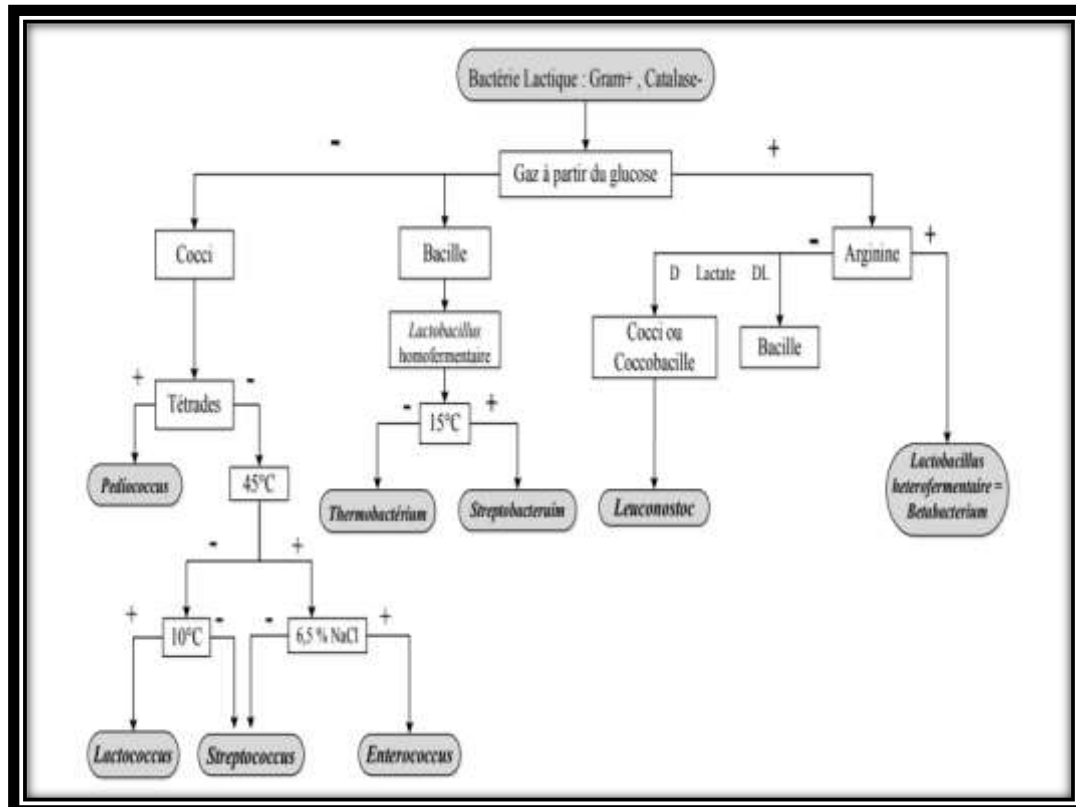 Bactérie Lactique : Gram+ , Catalase-
-
+
Gaz à partir du glucose
Cocci
Bacille
-
Arginine
+
D Lactate DL
Lactobacillus
homofermentaire
Cocci ou
Coccobacille
Bacille
+
-
Tétrades
-
+
15°C
Pediococcus
45°C
Thermobactérium
Streptobacteruim
Leuconostoc
Lactobacillus
heterofermentaire =
Betabacterium
-
+
+
-
10°C
-
+
6,5 % NaCl
Lactococcus
Streptococcus
Enterococcus